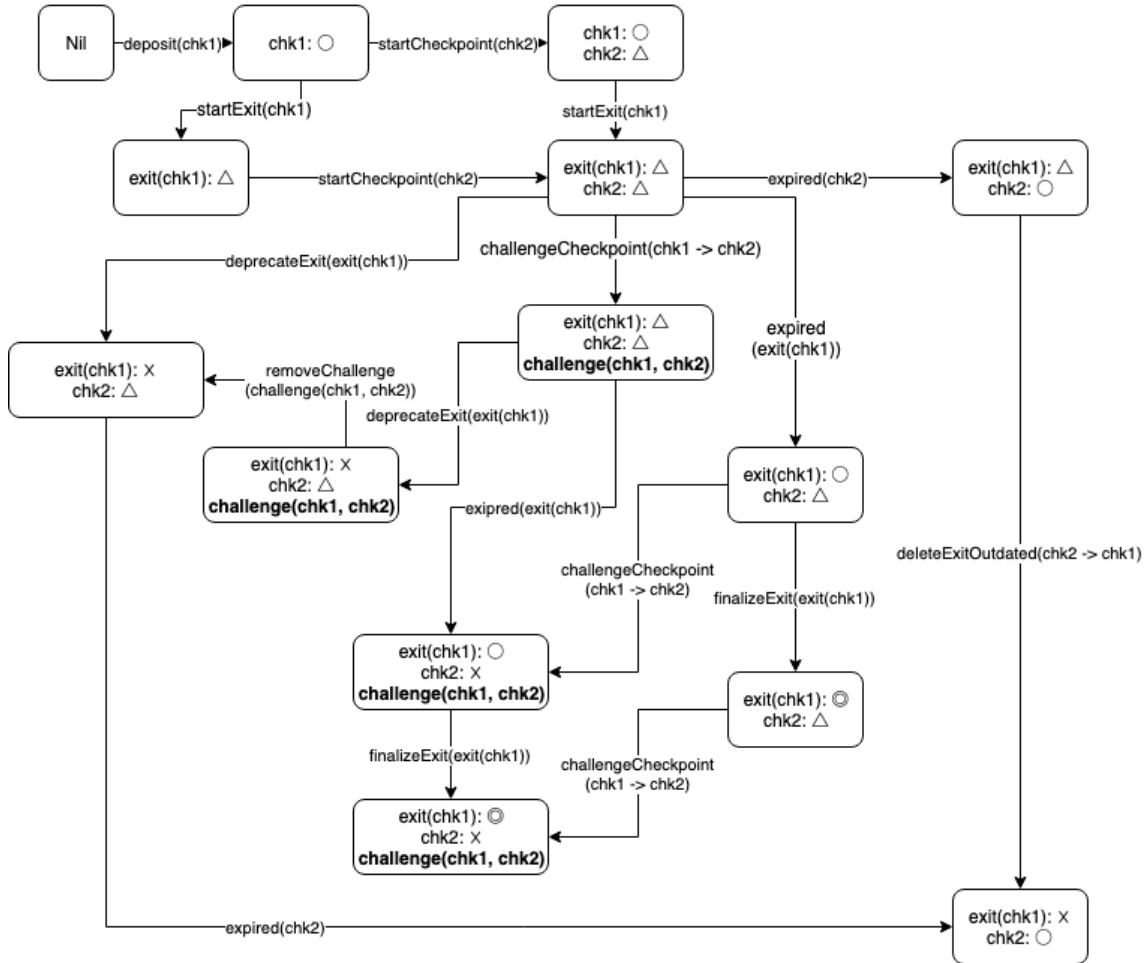 Nil
deposit(chk1)
chk1: ○
startCheckpoint(chk2)
chk1: ○
chk2: △
startExit(chk1)
startExit(chk1)
exit(chk1): △
startCheckpoint(chk2)
exit(chk1): △
chk2: △
expired(chk2)
exit(chk1): △
chk2: ○
deprecateExit(exit(chk1))
challengeCheckpoint(chk1 -> chk2)
expired
(exit(chk1))
exit(chk1): △
chk2: △
challenge(chk1, chk2)
exit(chk1): X
chk2: △
removeChallenge
(challenge(chk1, chk2))
deprecateExit(exit(chk1))
exit(chk1): X
chk2: △
challenge(chk1, chk2)
exit(chk1): ○
chk2: △
exipred(exit(chk1))
deleteExitOutdated(chk2 -> chk1)
challengeCheckpoint
(chk1 -> chk2)
finalizeExit(exit(chk1))
exit(chk1): ○
chk2: X
challenge(chk1, chk2)
exit(chk1): ◎
chk2: △
finalizeExit(exit(chk1))
challengeCheckpoint
(chk1 -> chk2)
exit(chk1): ◎
chk2: X
challenge(chk1, chk2)
expired(chk2)
exit(chk1): X
chk2: ○